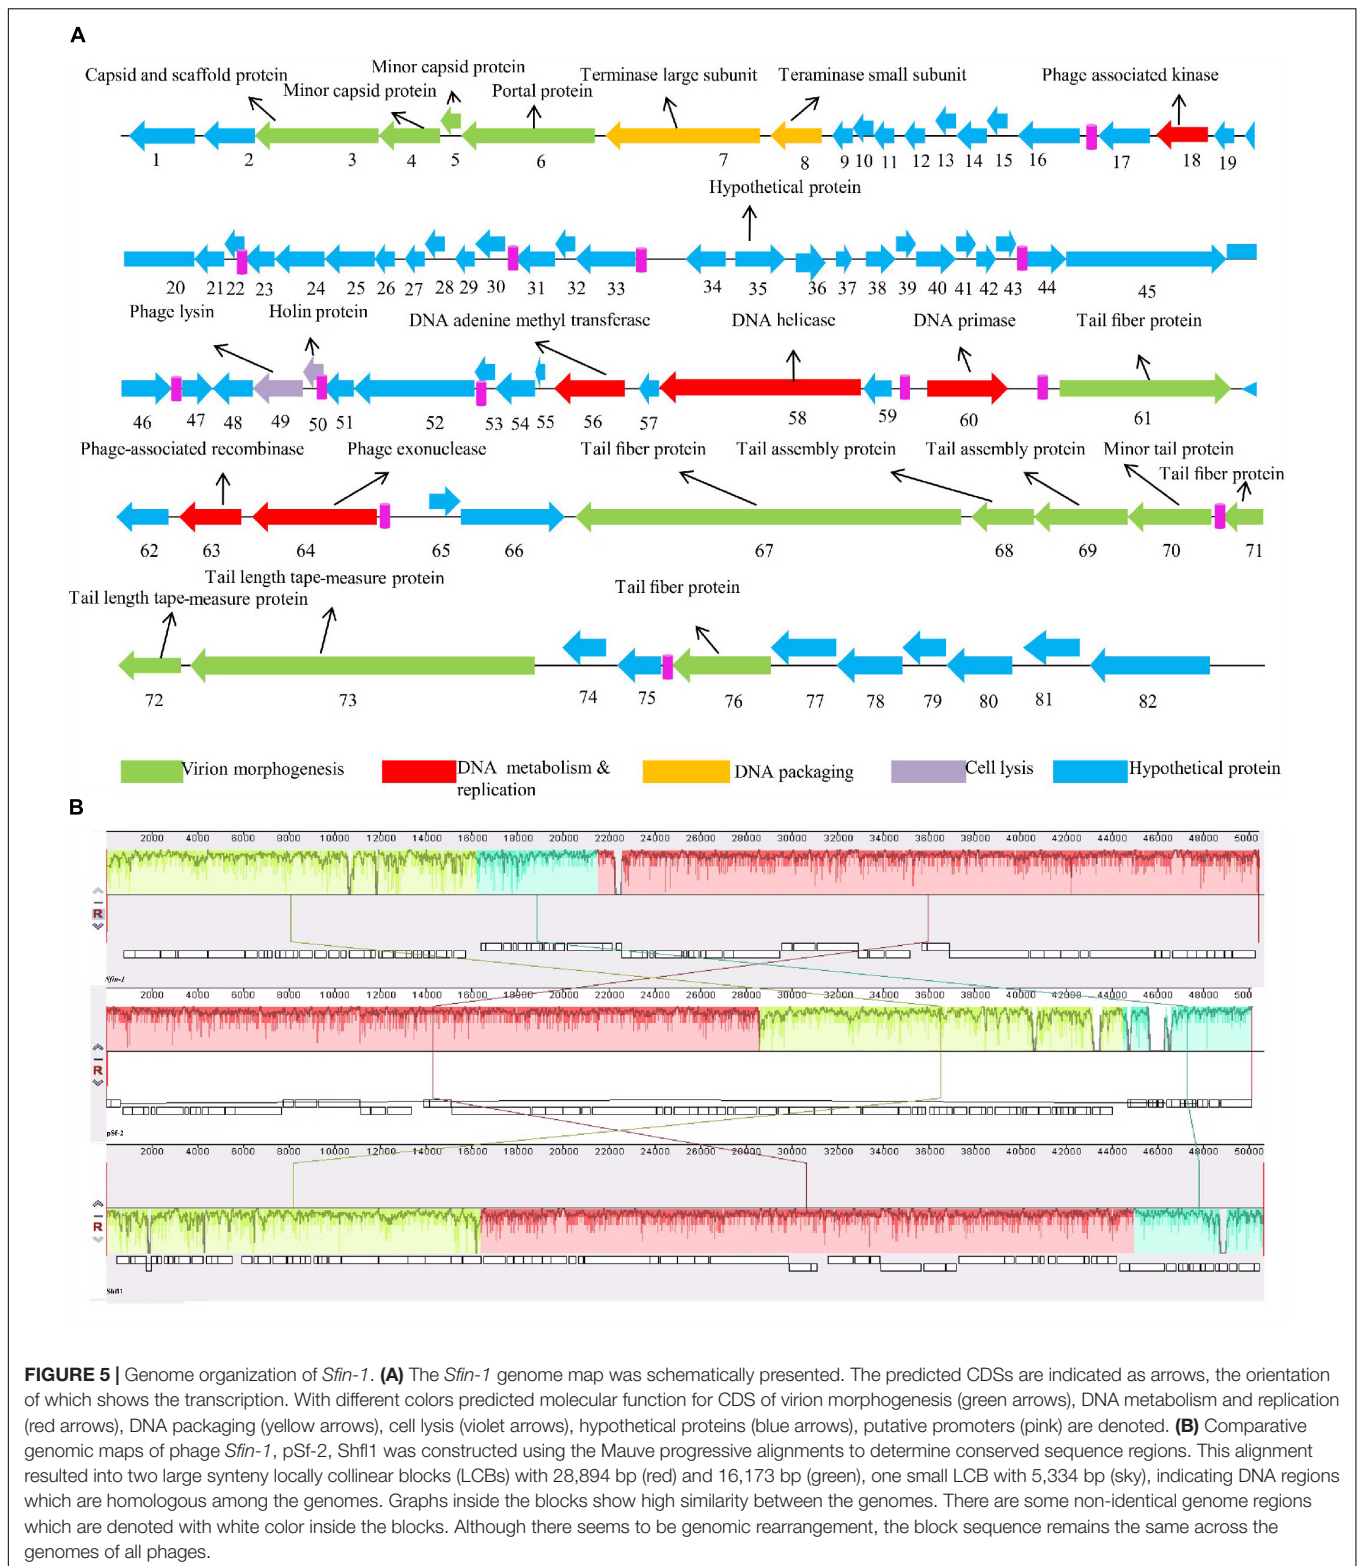 A
Capsid and scaffold protein
Minor capsid protein
Minor capsid protein
Portal protein
Terminase large subunit
Teraminase small subunit
Phage associated kinase
1 2 3 4 5 6 7 8 9 10 11 12 13 14 15 16 17 18 19
Hypothetical protein
20 21 22 23 24 25 26 27 28 29 30 31 32 33 34 35 36 37 38 39 40 41 42 43 44 45
Phage lysin
Holin protein
DNA adenine methyl transferase
DNA helicase
DNA primase
Tail fiber protein
46 47 48 49 50 51 52 53 54 55 56 57 58 59 60 61
Phage-associated recombinase
Phage exonuclease
Tail fiber protein
Tail assembly protein
Tail assembly protein
Minor tail protein
Tail fiber protein
62 63 64 65 66 67 68 69 70 71
Tail length tape-measure protein
Tail length tape-measure protein
Tail fiber protein
72 73 74 75 76 77 78 79 80 81 82
Virion morphogenesis
DNA metabolism &
replication
DNA packaging
Cell lysis
Hypothetical protein
B
2000 4000 6000 8000 10000 12000 14000 16000 18000 20000 22000 24000 26000 28000 30000 32000 34000 36000 38000 40000 42000 44000 46000 48000 5000
R
Sfin-1
2000 4000 6000 8000 10000 12000 14000 16000 18000 20000 22000 24000 26000 28000 30000 32000 34000 36000 38000 40000 42000 44000 46000 48000 500
R
pSf-2
2000 4000 6000 8000 10000 12000 14000 16000 18000 20000 22000 24000 26000 28000 30000 32000 34000 36000 38000 40000 42000 44000 46000 48000 50000
R
Shfl1
FIGURE 5 | Genome organization of Sfin-1. (A) The Sfin-1 genome map was schematically presented. The predicted CDSs are indicated as arrows, the orientation
of which shows the transcription. With different colors predicted molecular function for CDS of virion morphogenesis (green arrows), DNA metabolism and replication
(red arrows), DNA packaging (yellow arrows), cell lysis (violet arrows), hypothetical proteins (blue arrows), putative promoters (pink) are denoted. (B) Comparative
genomic maps of phage Sfin-1, pSf-2, Shfl1 was constructed using the Mauve progressive alignments to determine conserved sequence regions. This alignment
resulted into two large synteny locally collinear blocks (LCBs) with 28,894 bp (red) and 16,173 bp (green), one small LCB with 5,334 bp (sky), indicating DNA regions
which are homologous among the genomes. Graphs inside the blocks show high similarity between the genomes. There are some non-identical genome regions
which are denoted with white color inside the blocks. Although there seems to be genomic rearrangement, the block sequence remains the same across the
genomes of all phages.